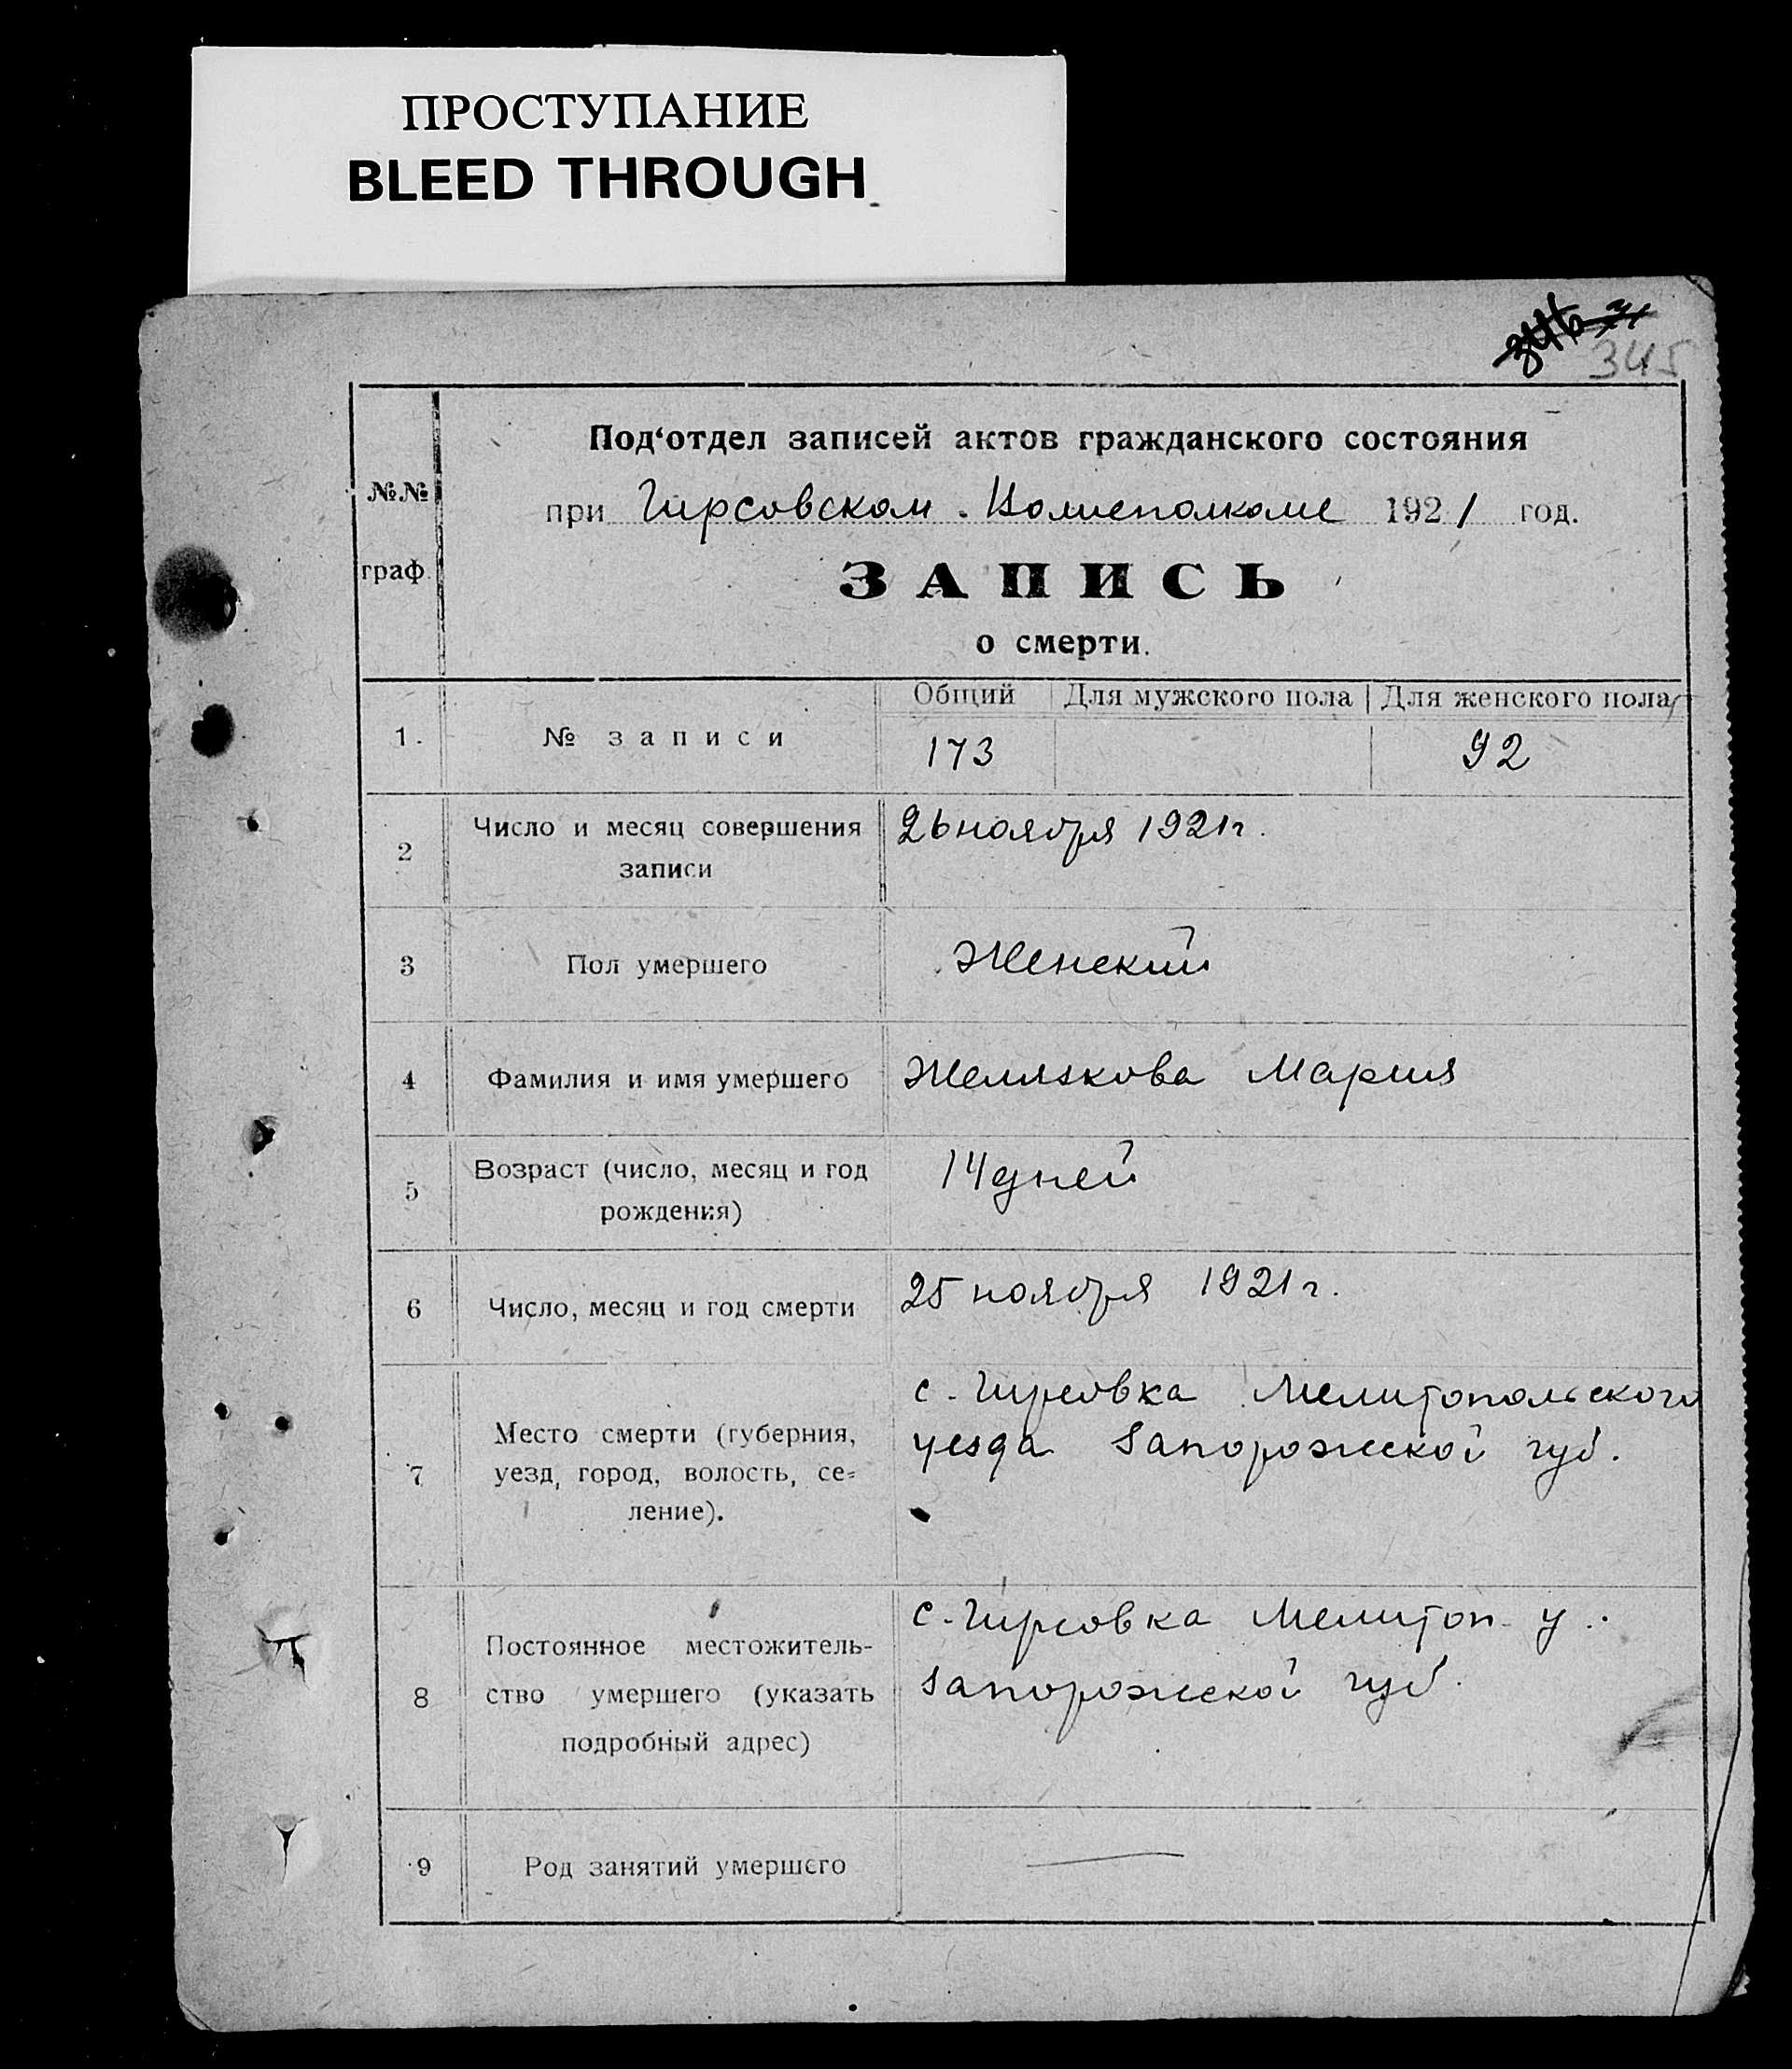 ПРОСТУПАНИЕ
BLEED THROUGH
345
Под‘отдел записей актов гражданского состояния
при Гирсовском. Волисполкоме 1921 год.
№№
граф.
ЗАПИСЬ
о смерти.
Общий Для мужского пола Для женского пола
1. № записи 173 92
2 Число и месяц совершения 26 ноября 1921 г.
записи
3 Пол умершего Женский
4 Фамилия и имя умершего Желязкова Мария
5 Возраст (число, месяц и год 14 дней
рождения)
6 Число, месяц и год смерти 25 ноября 1921 г.
с. Гирсовка Мелитопольского
7 Место смерти (губерния, уезда Запорожской губ.
уезд, город, волость, се-
ление).
с. Гирсовка Мелитоп. у.
8 Постоянное местожитель- Запорожской губ.
ство умершего (указать
подробный адрес)
9 Род занятий умершего —